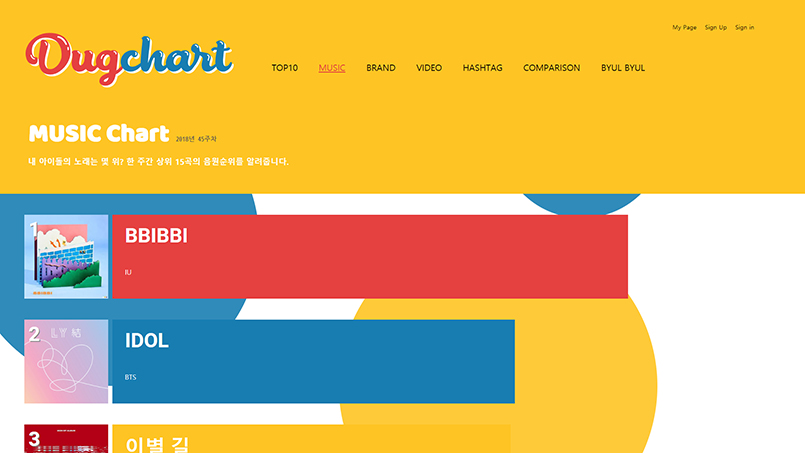 My Page Sign Up Sign in
Dugchart
TOP10 MUSIC BRAND VIDEO HASHTAG COMPARISON BYUL BYUL
MUSIC Chart 2018년 45주차
내 아이돌의 노래는 몇 위? 한 주간 상위 15곡의 음원순위를 알려줍니다.
1
BBIBBI
IU
BBIBBI
2
LY 結
IDOL
BTS
3
이별 길